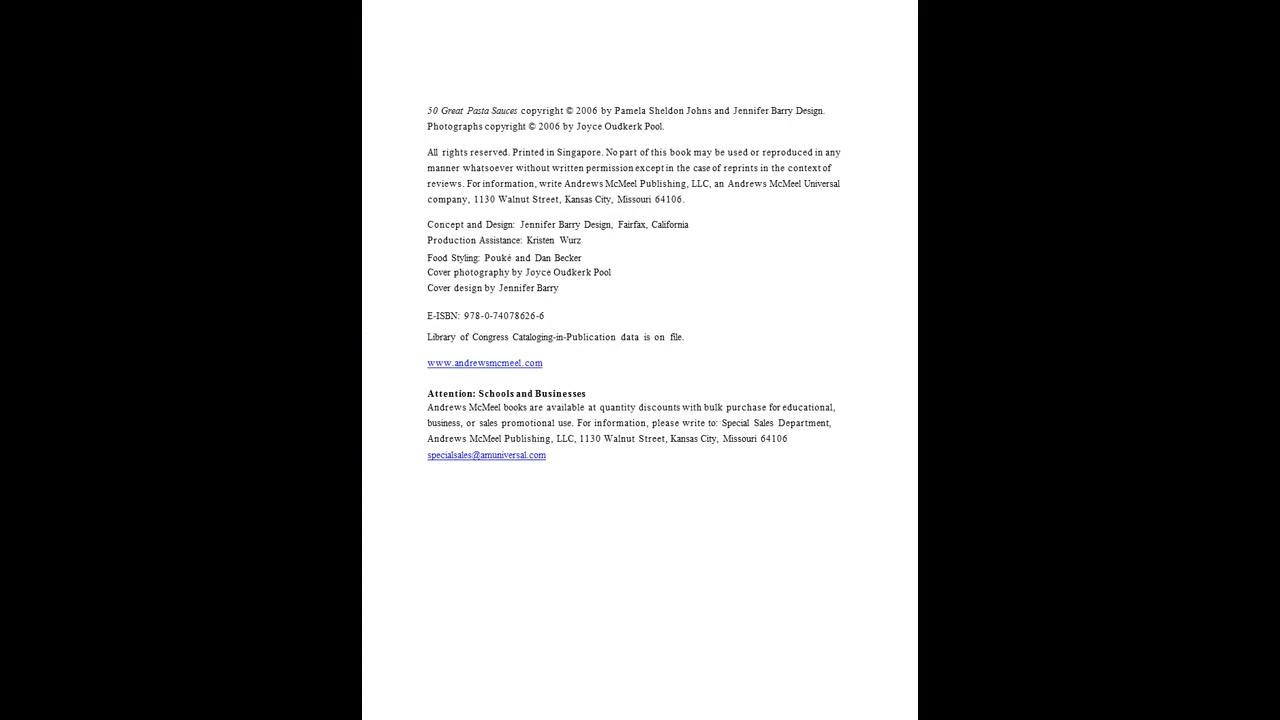 50 Great Pasta Sauces copyright © 2006 by Pamela Sheldon Johns and Jennifer Barry Design.
Photographs copyright © 2006 by Joyce Oudkerk Pool.
All rights reserved. Printed in Singapore. No part of this book may be used or reproduced in any
manner whatsoever without written permission except in the case of reprints in the context of
reviews. For information, write Andrews McMeel Publishing, LLC, an Andrews McMeel Universal
company, 1130 Walnut Street, Kansas City, Missouri 64106.
Concept and Design: Jennifer Barry Design, Fairfax, California
Production Assistance: Kristen Wurz
Food Styling: Pouké and Dan Becker
Cover photography by Joyce Oudkerk Pool
Cover design by Jennifer Barry
E-ISBN: 978-0-74078626-6
Library of Congress Cataloging-in-Publication data is on file.
www.andrewsmcmeel.com
Attention: Schools and Businesses
Andrews McMeel books are available at quantity discounts with bulk purchase for educational,
business, or sales promotional use. For information, please write to: Special Sales Department,
Andrews McMeel Publishing, LLC, 1130 Walnut Street, Kansas City, Missouri 64106
specialsales@amuniversal.com